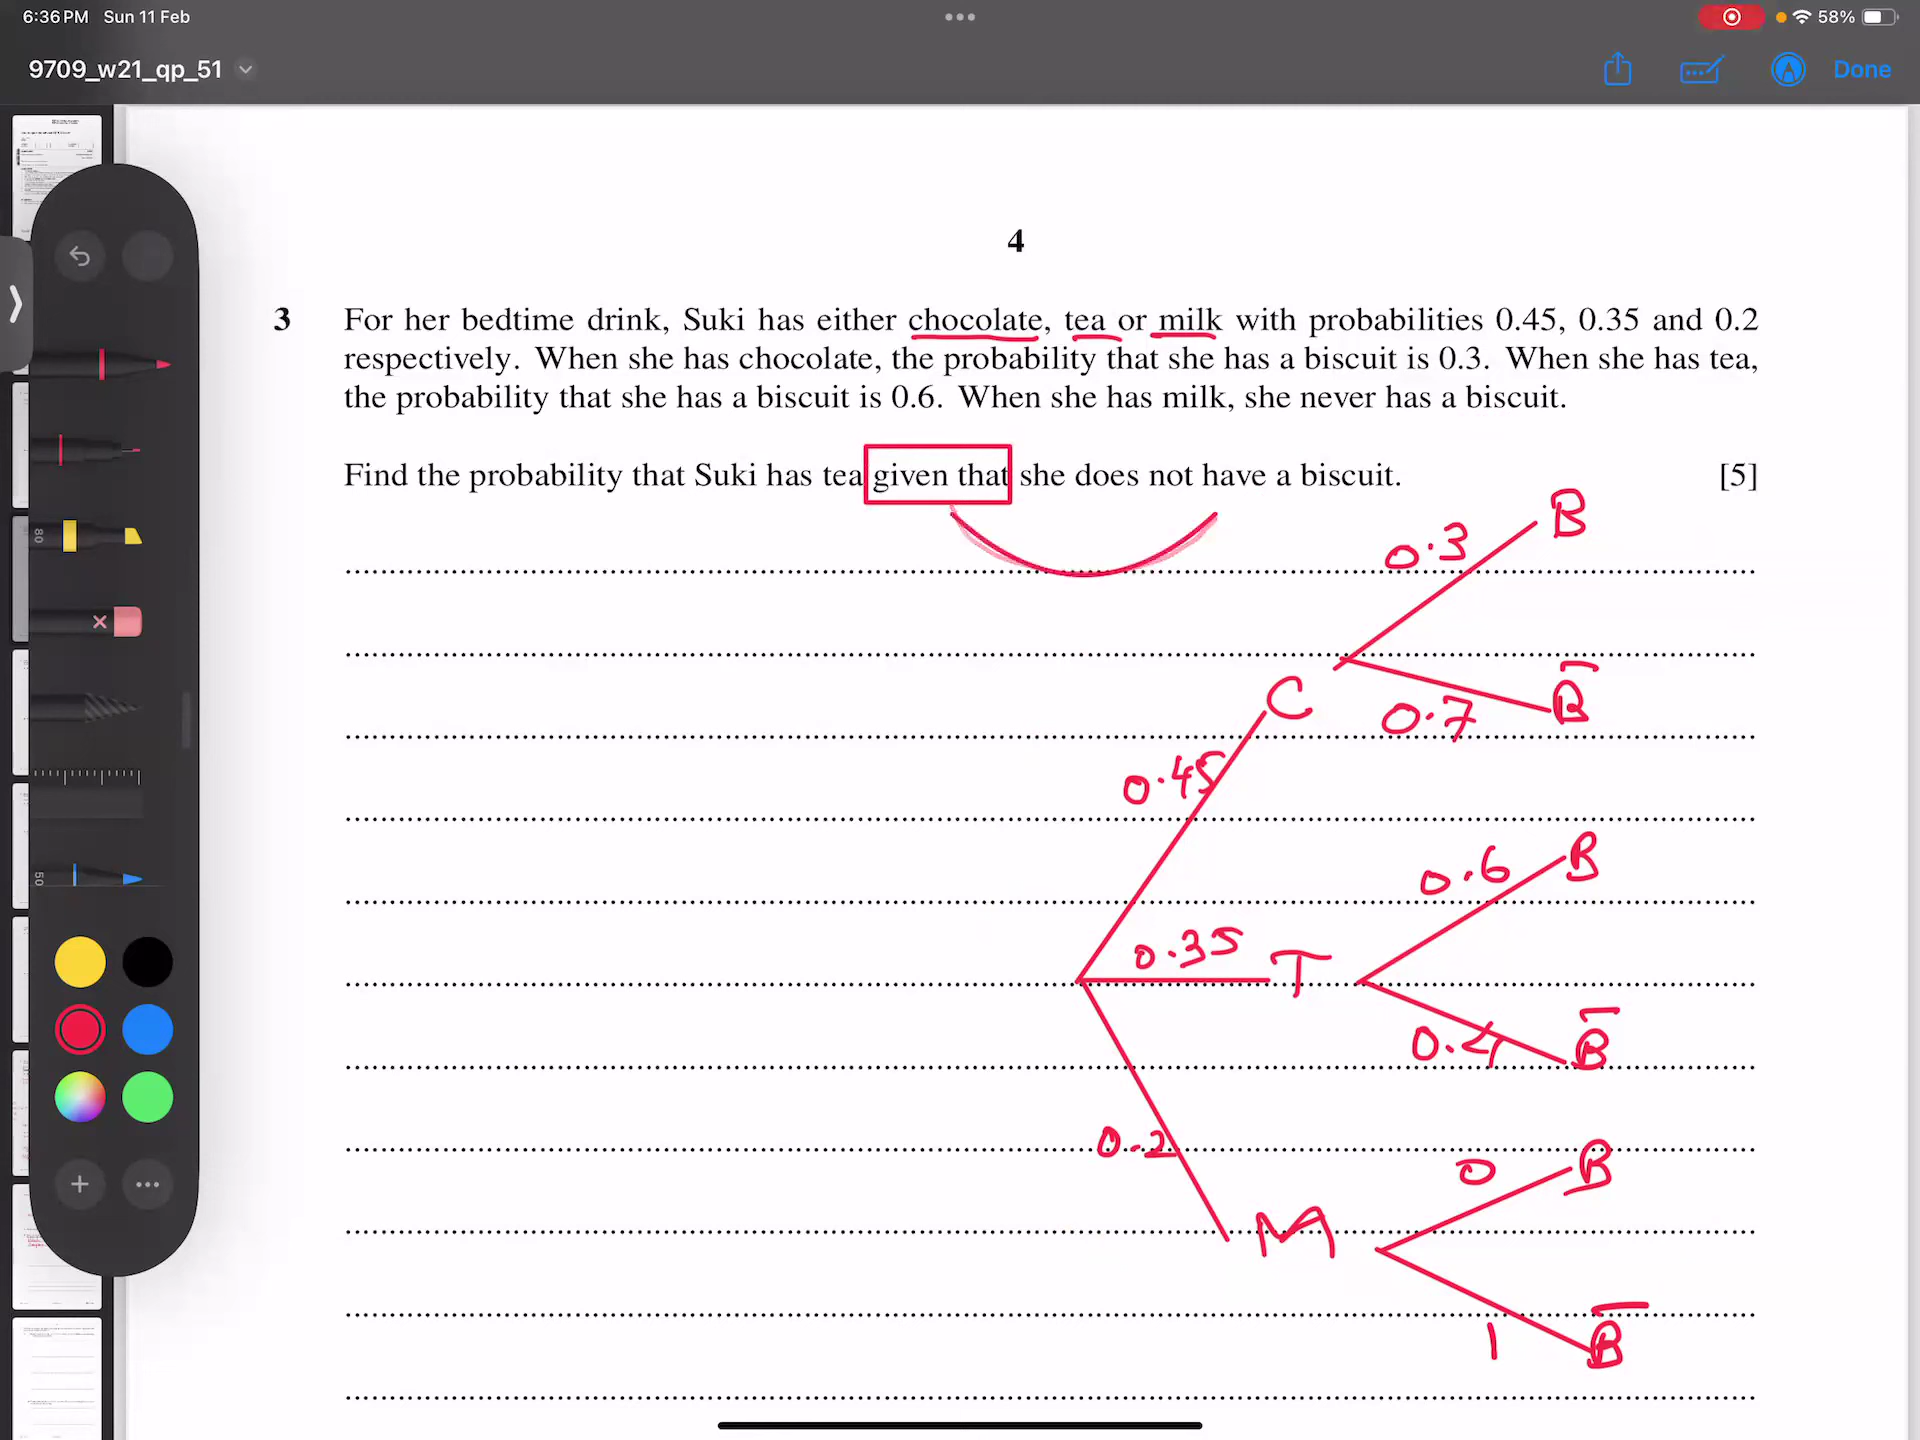 6:36 PM Sun 11 Feb
58%
9709_w21_qp_51
Done
4
3 For her bedtime drink, Suki has either chocolate, tea or milk with probabilities 0.45, 0.35 and 0.2
respectively. When she has chocolate, the probability that she has a biscuit is 0.3. When she has tea,
the probability that she has a biscuit is 0.6. When she has milk, she never has a biscuit.
Find the probability that Suki has tea given that she does not have a biscuit. [5]
0.3 B
C
0.7 B̅
0.45
0.6 B
0.35 T
0.4 B̅
0.2
0 B
M
1 B̅
80
50